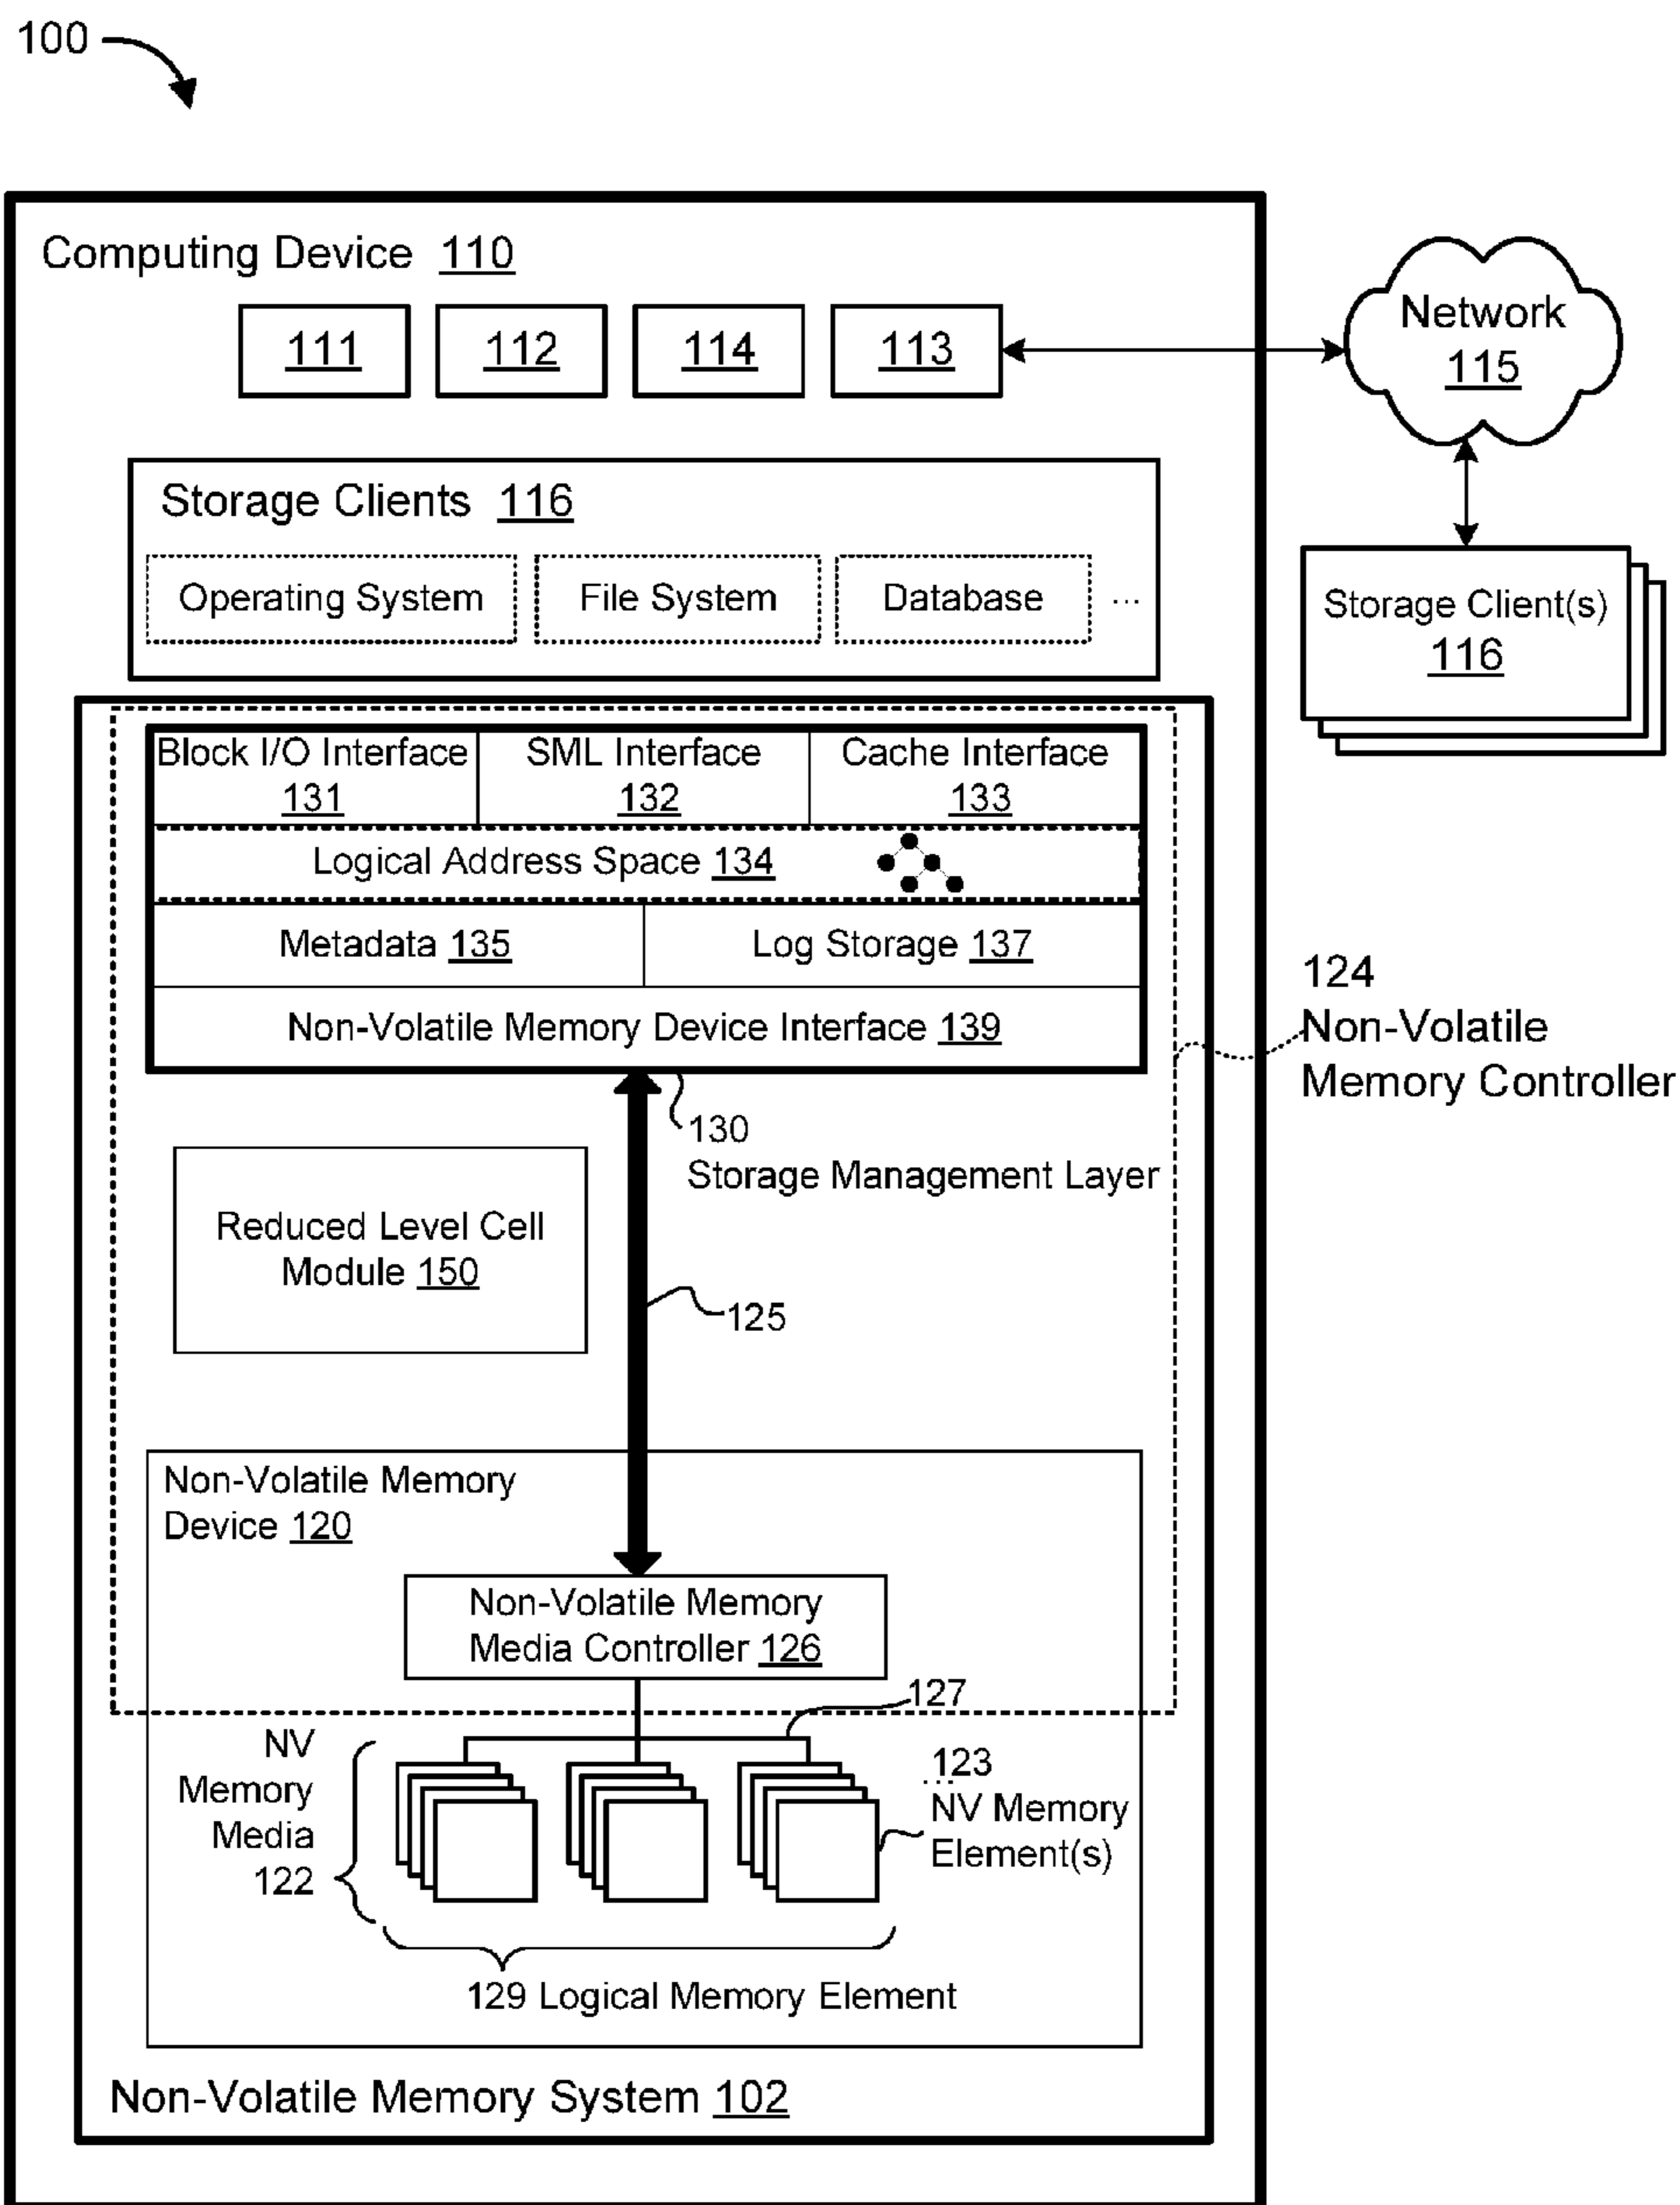 100
Computing Device 110
111
112
114
113
Network
115
Storage Clients 116
Operating System
File System
Database
...
Storage Client(s)
116
Block I/O Interface
131
SML Interface
132
Cache Interface
133
Logical Address Space 134
Metadata 135
Log Storage 137
Non-Volatile Memory Device Interface 139
124
Non-Volatile
Memory Controller
130
Storage Management Layer
Reduced Level Cell
Module 150
125
Non-Volatile Memory
Device 120
Non-Volatile Memory
Media Controller 126
127
NV
Memory
Media
122
123
...
NV Memory
Element(s)
129 Logical Memory Element
Non-Volatile Memory System 102